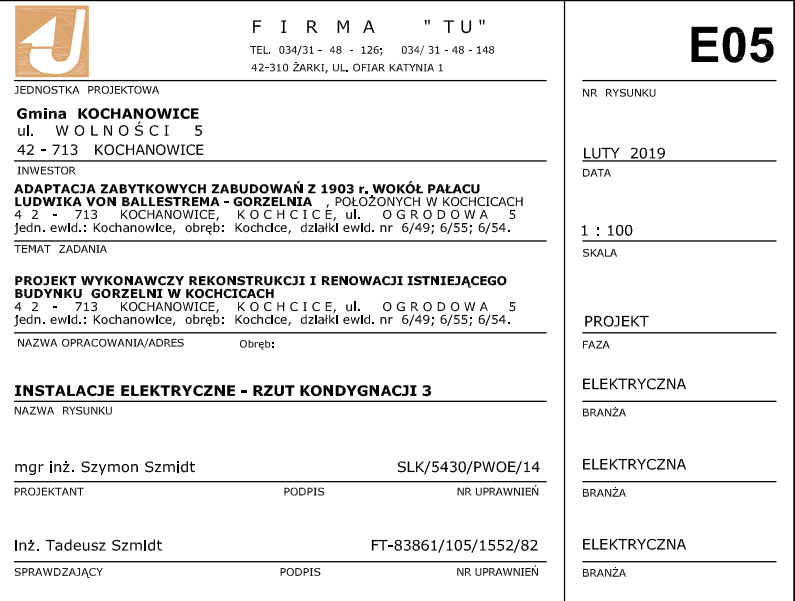 F I R M A " TU"
TEL. 034/31 - 48 - 126; 034/ 31 - 48 - 148
42-310 ŻARKI, UL. OFIAR KATYNIA 1
JEDNOSTKA PROJEKTOWA
Gmina KOCHANOWICE
ul. W O L N O Ś C I 5
42 - 713 KOCHANOWICE
INWESTOR
ADAPTACJA ZABYTKOWYCH ZABUDOWAŃ Z 1903 r. WOKÓŁ PAŁACU
LUDWIKA VON BALLESTREMA - GORZELNIA , POŁOŻONYCH W KOCHCICACH
4 2 - 713 KOCHANOWICE, K O C H C I C E, ul. O G R O D O W A 5
jedn. ewid.: Kochanowice, obręb: Kochcice, działki ewid. nr 6/49; 6/55; 6/54.
TEMAT ZADANIA
PROJEKT WYKONAWCZY REKONSTRUKCJI I RENOWACJI ISTNIEJĄCEGO
BUDYNKU GORZELNI W KOCHCICACH
4 2 - 713 KOCHANOWICE, K O C H C I C E, ul. O G R O D O W A 5
jedn. ewid.: Kochanowice, obręb: Kochcice, działki ewid. nr 6/49; 6/55; 6/54.
NAZWA OPRACOWANIA/ADRES Obręb:
INSTALACJE ELEKTRYCZNE - RZUT KONDYGNACJI 3
NAZWA RYSUNKU
mgr inż. Szymon Szmidt SLK/5430/PWOE/14
PROJEKTANT PODPIS NR UPRAWNIEŃ
Inż. Tadeusz Szmidt FT-83861/105/1552/82
SPRAWDZAJĄCY PODPIS NR UPRAWNIEŃ
E05
NR RYSUNKU
LUTY 2019
DATA
1 : 100
SKALA
PROJEKT
FAZA
ELEKTRYCZNA
BRANŻA
ELEKTRYCZNA
BRANŻA
ELEKTRYCZNA
BRANŻA